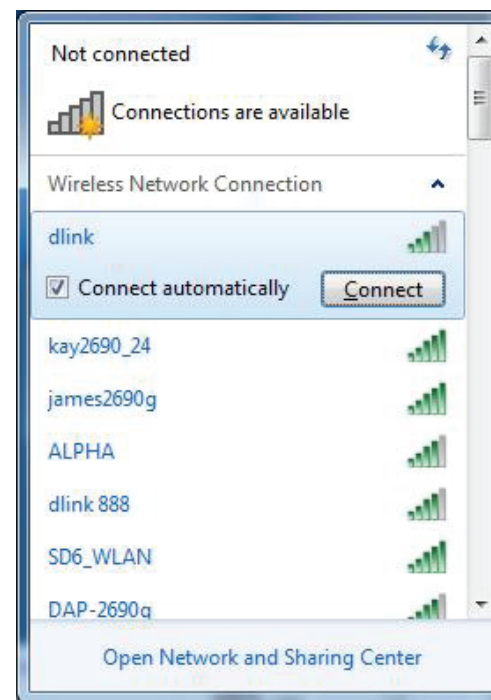 Not connected
Connections are available
Wireless Network Connection
dlink
Connect automatically Connect
kay2690_24
james2690g
ALPHA
dlink 888
SD6_WLAN
DAP-2690g
Open Network and Sharing Center